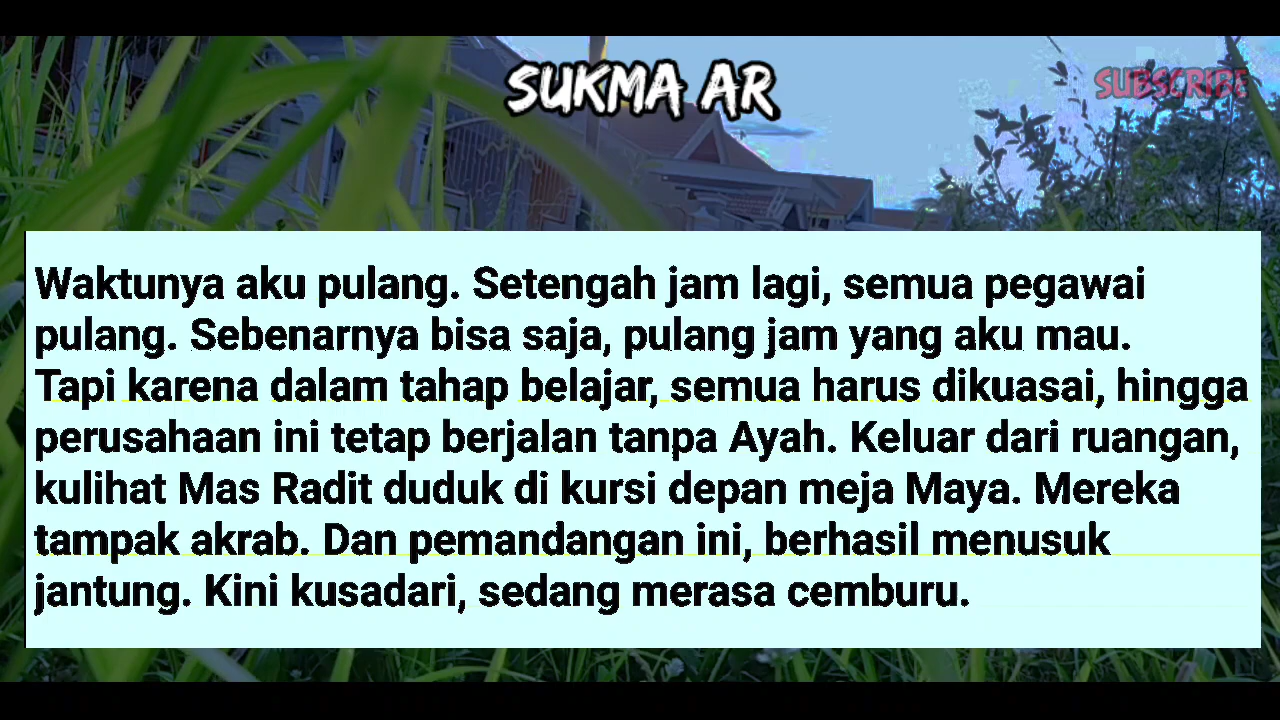 SUKMA AR
SUBSCRIBE
Waktunya aku pulang. Setengah jam lagi, semua pegawai
pulang. Sebenarnya bisa saja, pulang jam yang aku mau.
Tapi karena dalam tahap belajar, semua harus dikuasai, hingga
perusahaan ini tetap berjalan tanpa Ayah. Keluar dari ruangan,
kulihat Mas Radit duduk di kursi depan meja Maya. Mereka
tampak akrab. Dan pemandangan ini, berhasil menusuk
jantung. Kini kusadari, sedang merasa cemburu.